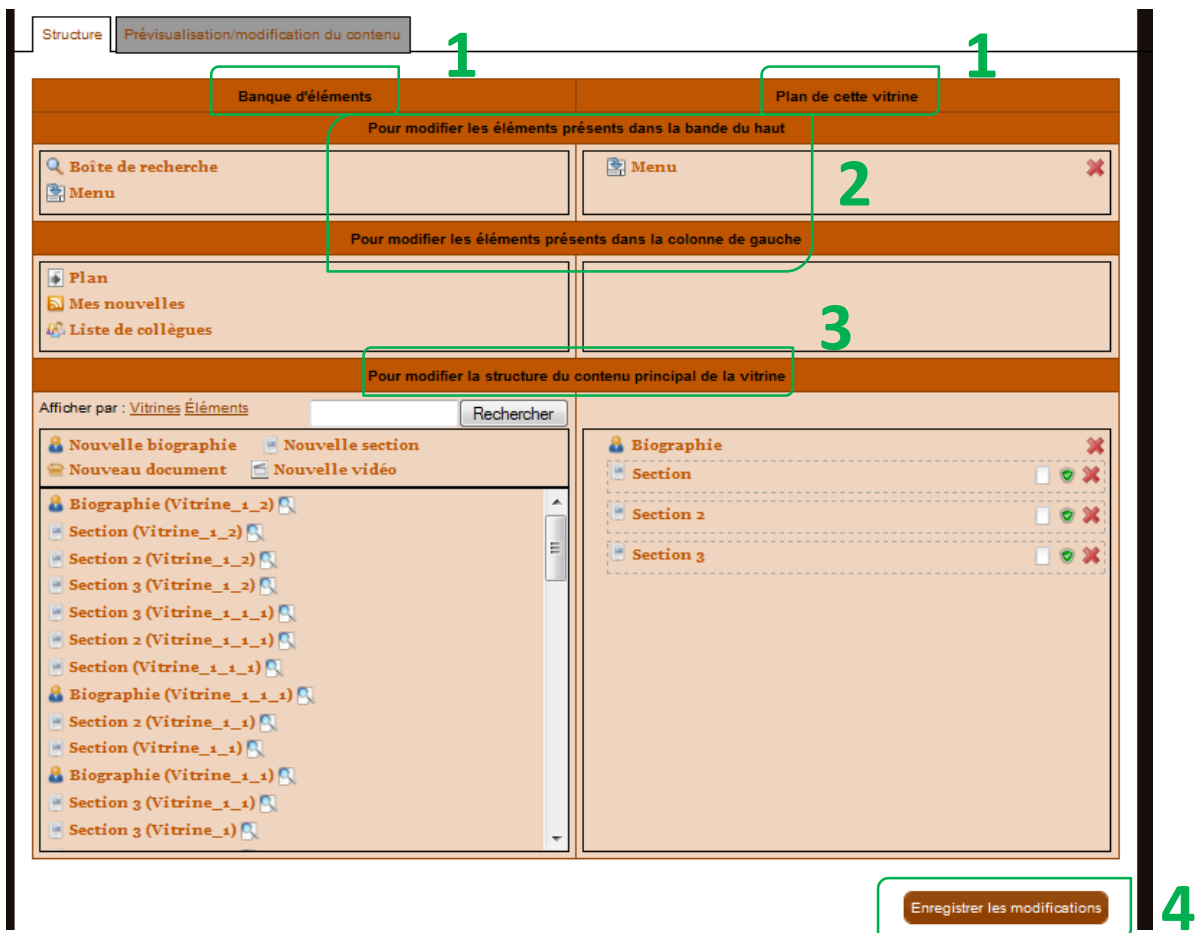 Structure Prévisualisation/modification du contenu
1 1
Banque d'éléments Plan de cette vitrine
Pour modifier les éléments présents dans la bande du haut
Boîte de recherche Menu
Menu
2
Pour modifier les éléments présents dans la colonne de gauche
Plan
Mes nouvelles
Liste de collègues
3
Pour modifier la structure du contenu principal de la vitrine
Afficher par : Vitrines Éléments Rechercher
Nouvelle biographie Nouvelle section
Nouveau document Nouvelle vidéo
Biographie (Vitrine_1_2)
Section (Vitrine_1_2)
Section 2 (Vitrine_1_2)
Section 3 (Vitrine_1_2)
Section 3 (Vitrine_1_1_1)
Section 2 (Vitrine_1_1_1)
Section (Vitrine_1_1_1)
Biographie (Vitrine_1_1_1)
Section 2 (Vitrine_1_1)
Section (Vitrine_1_1)
Biographie (Vitrine_1_1)
Section 3 (Vitrine_1_1)
Section 3 (Vitrine_1)
Biographie
Section
Section 2
Section 3
Enregistrer les modifications
4